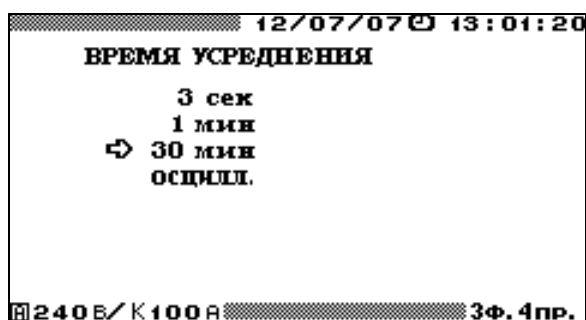 12/07/07 13:01:20
ВРЕМЯ УСРЕДНЕНИЯ
3 сек
1 мин
30 мин
осцилл.
А 240В/К100А 3Ф.4пр.